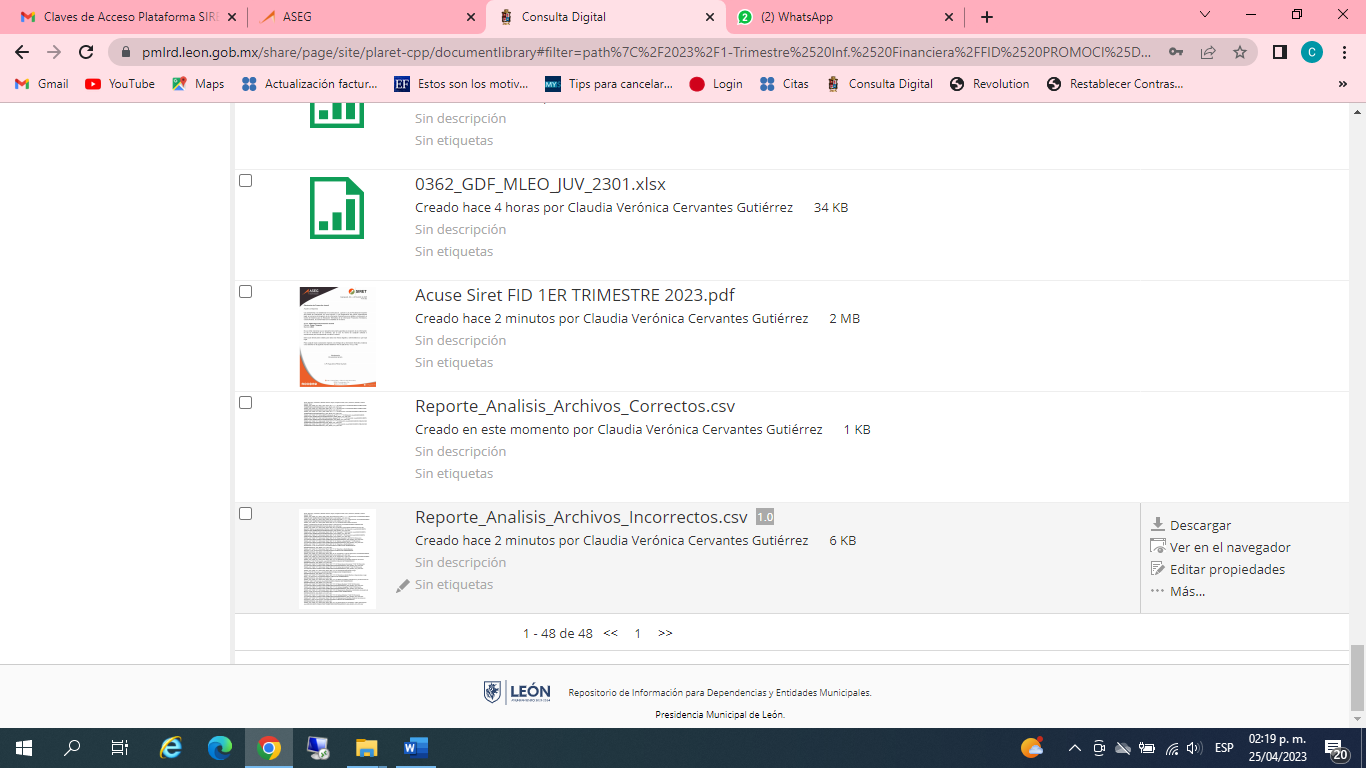 Claves de Acceso Plataforma SIRE
ASEG
Consulta Digital
(2) WhatsApp
pmlrd.leon.gob.mx/share/page/site/plaret-cpp/documentlibrary#filter=path%7C%2F2023%2F1-Trimestre%2520Inf.%2520Financiera%2FFID%2520PROMOCI%25D...
C
Gmail
YouTube
Maps
Actualización factur...
EF Estos son los motiv...
MY Tips para cancelar...
Login
Citas
Consulta Digital
Revolution
Restablecer Contras...
»
Sin descripción
Sin etiquetas
0362_GDF_MLEO_JUV_2301.xlsx
Creado hace 4 horas por Claudia Verónica Cervantes Gutiérrez 34 KB
Sin descripción
Sin etiquetas
Acuse Siret FID 1ER TRIMESTRE 2023.pdf
Creado hace 2 minutos por Claudia Verónica Cervantes Gutiérrez 2 MB
Sin descripción
Sin etiquetas
Reporte_Analisis_Archivos_Correctos.csv
Creado en este momento por Claudia Verónica Cervantes Gutiérrez 1 KB
Sin descripción
Sin etiquetas
Reporte_Analisis_Archivos_Incorrectos.csv 1.0
Creado hace 2 minutos por Claudia Verónica Cervantes Gutiérrez 6 KB
Sin descripción
Sin etiquetas
Descargar
Ver en el navegador
Editar propiedades
Más...
1 - 48 de 48 << 1 >>
LEÓN
Repositorio de Información para Dependencias y Entidades Municipales.
Presidencia Municipal de León.
ESP
02:19 p. m.
25/04/2023
20